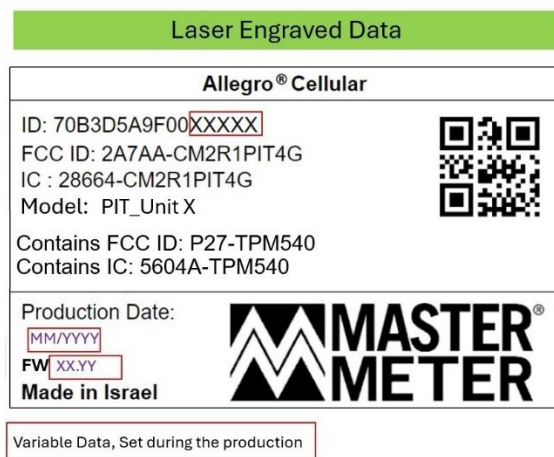 Laser Engraved Data
Allegro® Cellular
ID: 70B3D5A9F00XXXXX
FCC ID: 2A7AA-CM2R1PIT4G
IC : 28664-CM2R1PIT4G
Model: PIT_Unit X
Contains FCC ID: P27-TPM540
Contains IC: 5604A-TPM540
Production Date:
MM/YYYY
FW XX.YY
Made in Israel
MASTER®
METER
Variable Data, Set during the production